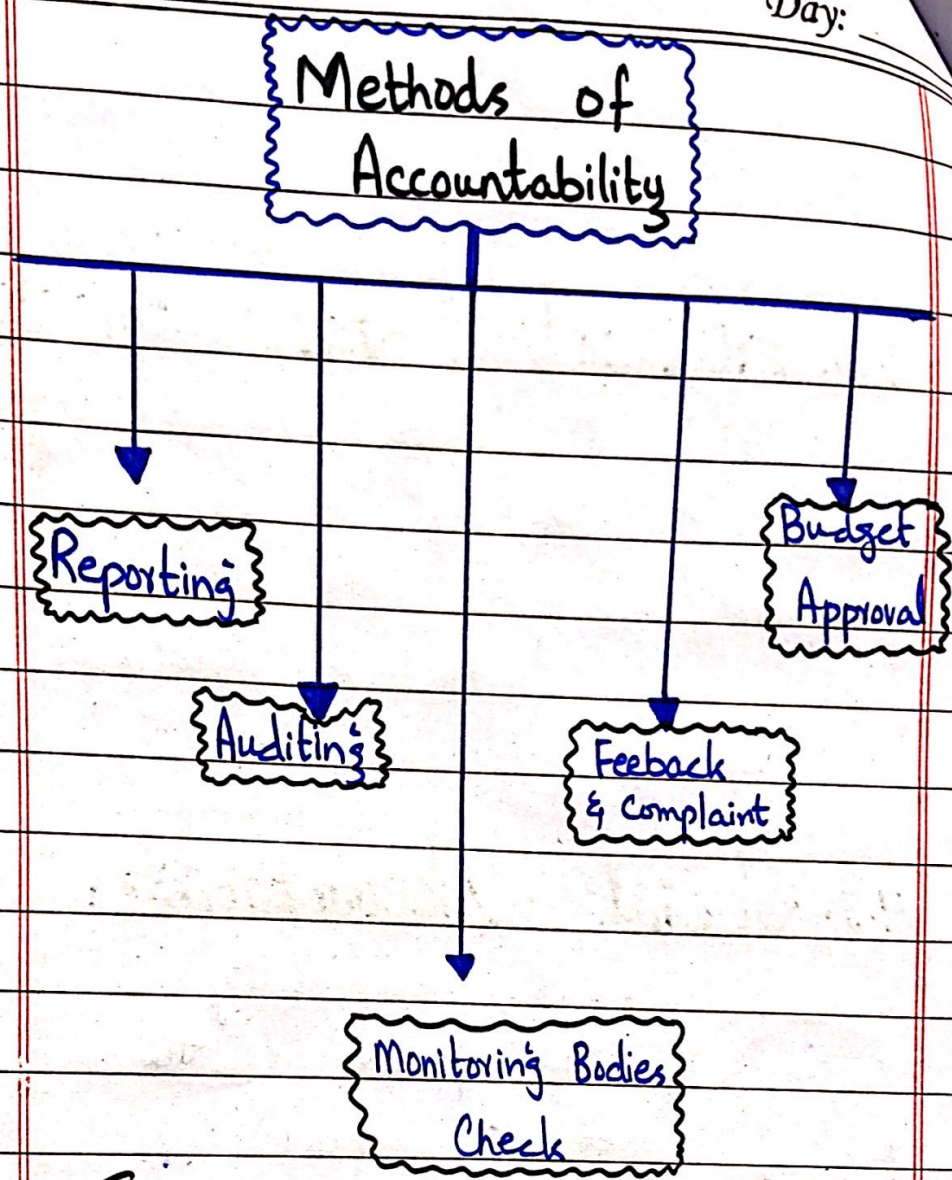 Day:
Methods of
Accountability
Reporting
Auditing
Monitoring Bodies
Check
Feeback
& Complaint
Budget
Approval